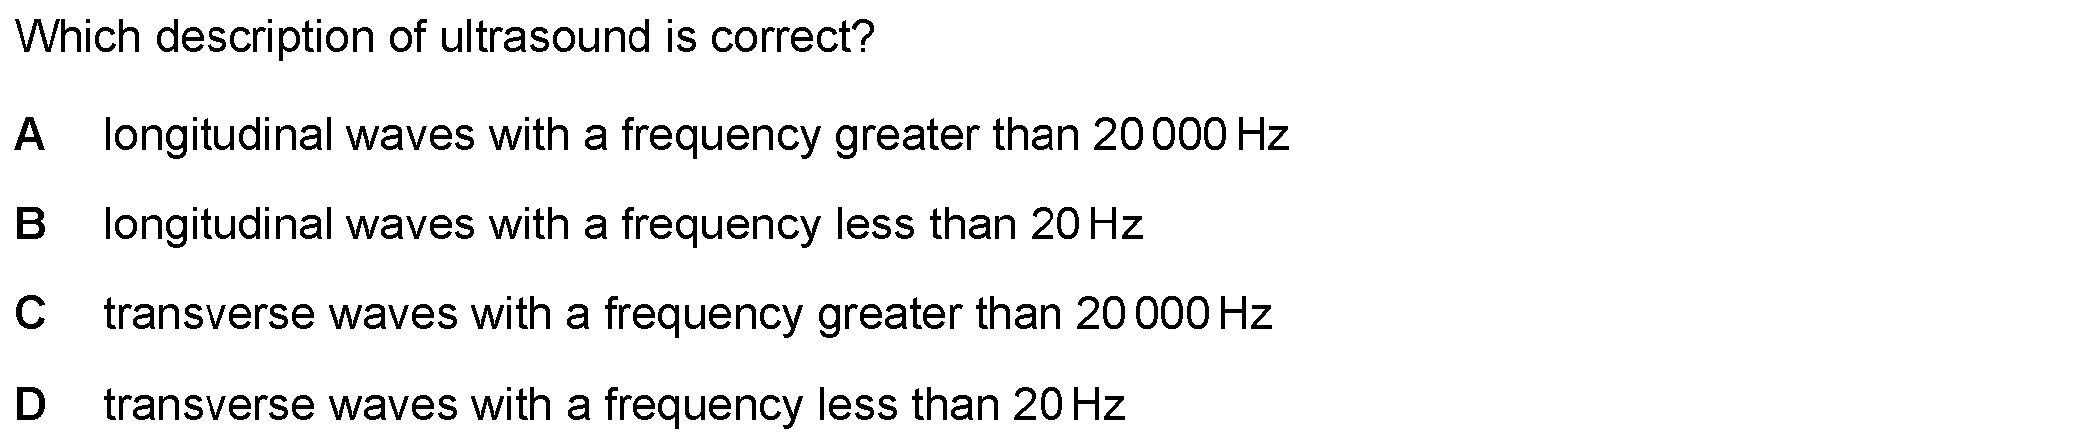 Which description of ultrasound is correct?
A longitudinal waves with a frequency greater than 20 000 Hz
B longitudinal waves with a frequency less than 20 Hz
C transverse waves with a frequency greater than 20 000 Hz
D transverse waves with a frequency less than 20 Hz